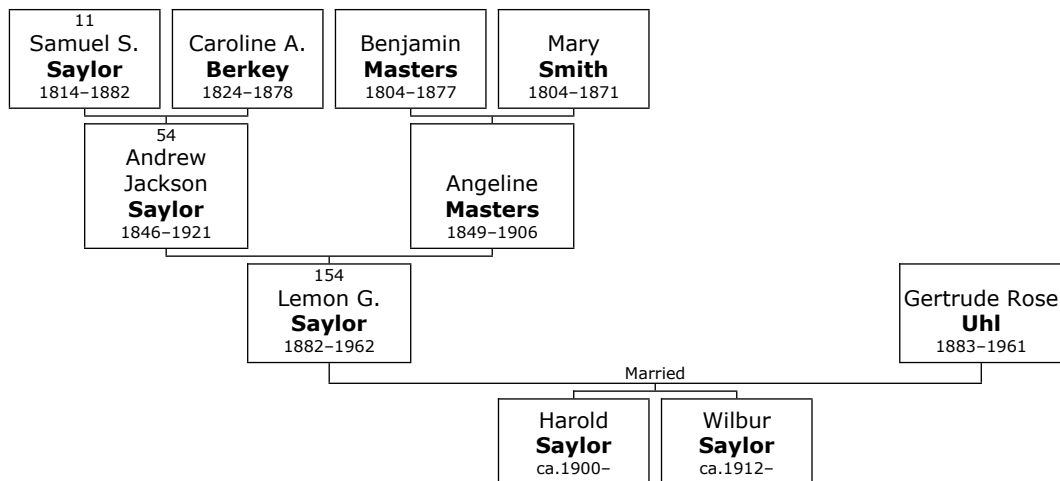 11
Samuel S.
Saylor
1814–1882
Caroline A.
Berkey
1824–1878
Benjamin
Masters
1804–1877
Mary
Smith
1804–1871
54
Andrew
Jackson
Saylor
1846–1921
Angeline
Masters
1849–1906
154
Lemon G.
Saylor
1882–1962
Gertrude Rose
Uhl
1883–1961
Married
Harold
Saylor
ca.1900–
Wilbur
Saylor
ca.1912–